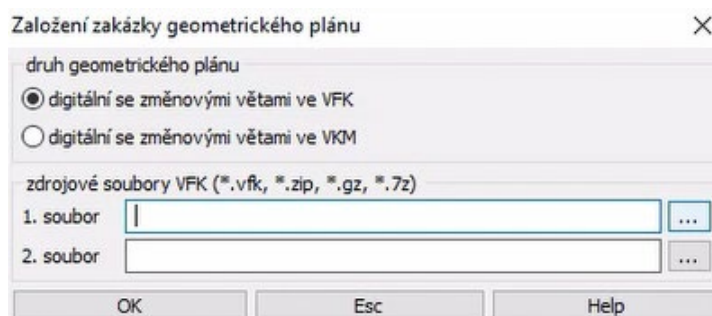 Založení zakázky geometrického plánu
druh geometrického plánu
digitální se změnovými větami ve VFK
digitální se změnovými větami ve VKM
zdrojové soubory VFK (*.vfk, *.zip, *.gz, *.7z)
1. soubor ...
2. soubor ...
OK Esc Help